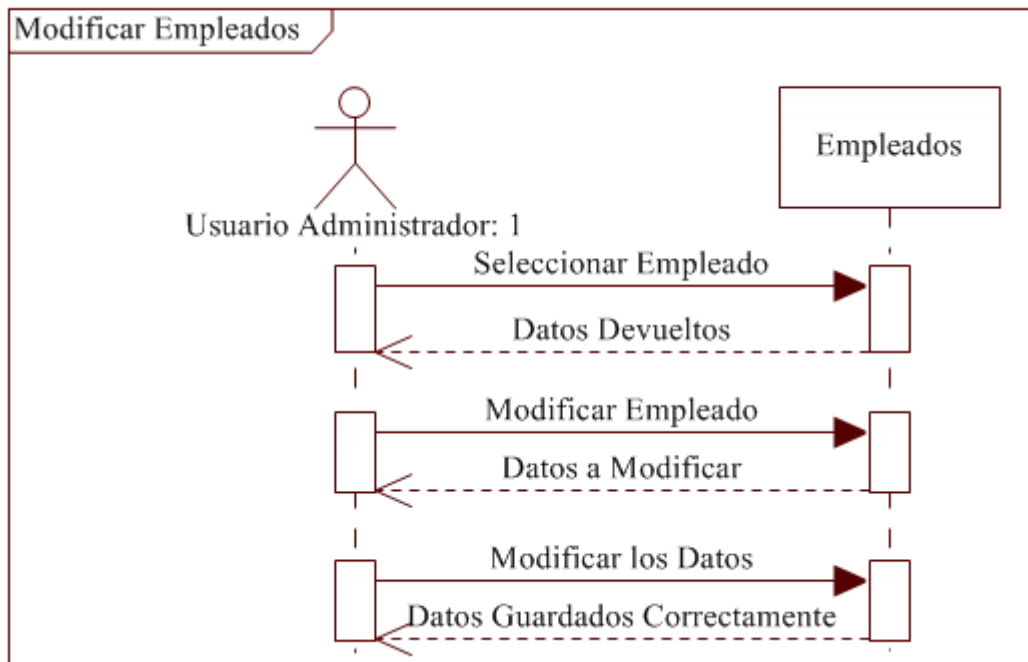 Modificar Empleados
Empleados
Usuario Administrador: 1
Seleccionar Empleado
Datos Devueltos
Modificar Empleado
Datos a Modificar
Modificar los Datos
Datos Guardados Correctamente